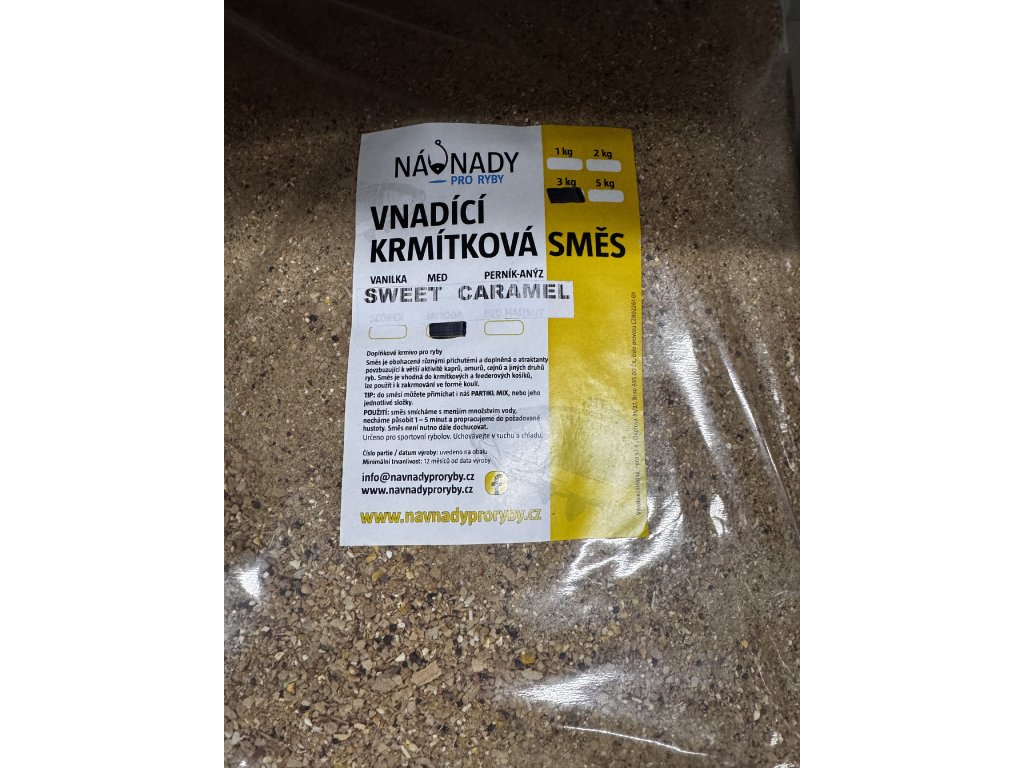 NÁVNADY
PRO RYBY
1 kg 2 kg
3 kg 5 kg
VNADÍCÍ
KRMÍTKOVÁ SMĚS
VANILKA MED PERNÍK-ANÝZ
SWEET CARAMEL
Doplňkové krmivo pro ryby
Směs je obohacena různými příchutěmi a doplněná o atraktanty
povzbuzující k větší aktivitě kaprů, amurů, cejnů a jiných druhů
ryb. Směs je vhodná do krmítkových a feederových košíků,
lze použít i k zakrmování ve formě koulí.
TIP: do směsi můžete přimíchat i náš PARTIKL MIX, nebo jeho
jednotlivé složky.
POUŽITÍ: směs smícháme s menším množstvím vody,
necháme působit 1 – 5 minut a propracujeme do požadované
hustoty. Směs není nutno dále dochucovat.
Určeno pro sportovní rybolov. Uchovávejte v suchu a chladu.
Číslo partie / datum výroby: uvedeno na obalu
Minimální trvanlivost: 12 měsíců od data výroby
info@navnadyproryby.cz
www.navnadyproryby.cz
f
www.navnadyproryby.cz